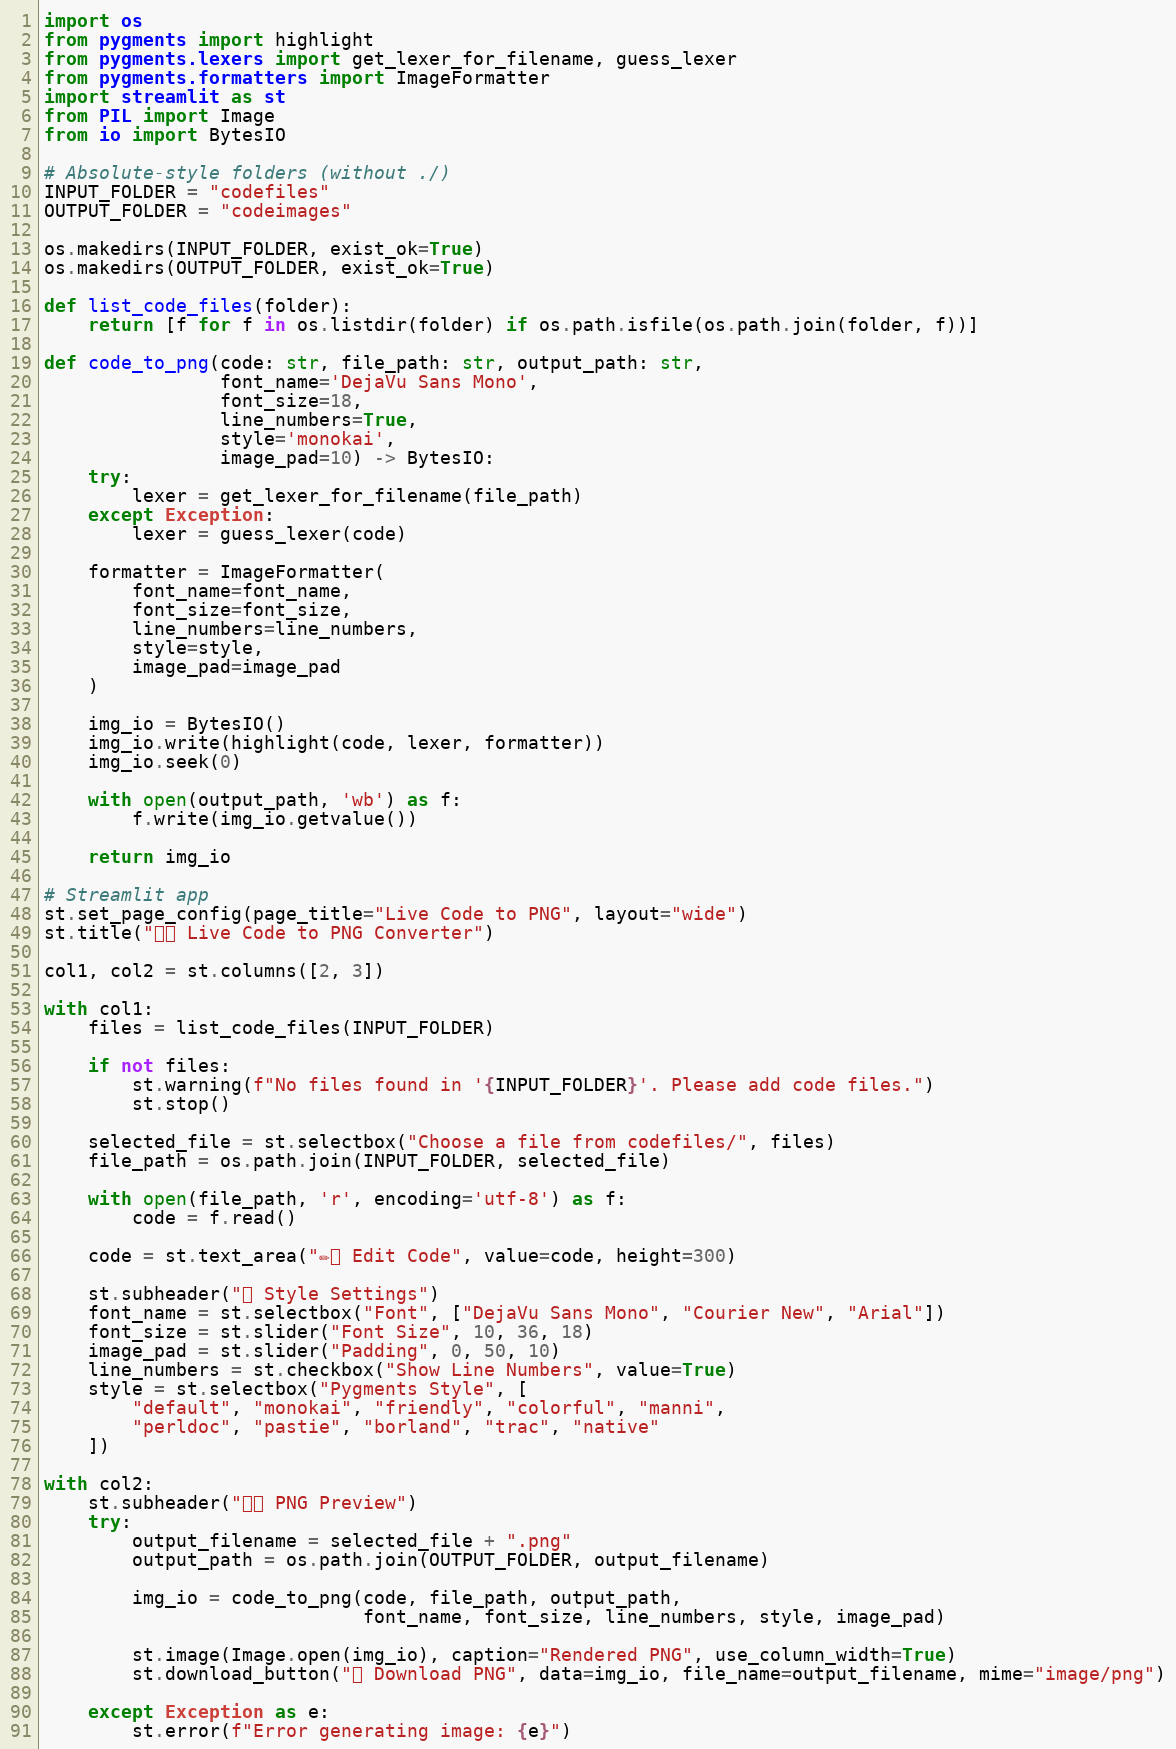 1 import os
2 from pygments import highlight
3 from pygments.lexers import get_lexer_for_filename, guess_lexer
4 from pygments.formatters import ImageFormatter
5 import streamlit as st
6 from PIL import Image
7 from io import BytesIO
8
9 # Absolute-style folders (without ./)
10 INPUT_FOLDER = "codefiles"
11 OUTPUT_FOLDER = "codeimages"
12
13 os.makedirs(INPUT_FOLDER, exist_ok=True)
14 os.makedirs(OUTPUT_FOLDER, exist_ok=True)
15
16 def list_code_files(folder):
17     return [f for f in os.listdir(folder) if os.path.isfile(os.path.join(folder, f))]
18
19 def code_to_png(code: str, file_path: str, output_path: str,
20                 font_name='DejaVu Sans Mono',
21                 font_size=18,
22                 line_numbers=True,
23                 style='monokai',
24                 image_pad=10) -> BytesIO:
25     try:
26         lexer = get_lexer_for_filename(file_path)
27     except Exception:
28         lexer = guess_lexer(code)
29
30     formatter = ImageFormatter(
31         font_name=font_name,
32         font_size=font_size,
33         line_numbers=line_numbers,
34         style=style,
35         image_pad=image_pad
36     )
37
38     img_io = BytesIO()
39     img_io.write(highlight(code, lexer, formatter))
40     img_io.seek(0)
41
42     with open(output_path, 'wb') as f:
43         f.write(img_io.getvalue())
44
45     return img_io
46
47 # Streamlit app
48 st.set_page_config(page_title="Live Code to PNG", layout="wide")
49 st.title("▯▯ Live Code to PNG Converter")
50
51 col1, col2 = st.columns([2, 3])
52
53 with col1:
54     files = list_code_files(INPUT_FOLDER)
55
56     if not files:
57         st.warning(f"No files found in '{INPUT_FOLDER}'. Please add code files.")
58         st.stop()
59
60     selected_file = st.selectbox("Choose a file from codefiles/", files)
61     file_path = os.path.join(INPUT_FOLDER, selected_file)
62
63     with open(file_path, 'r', encoding='utf-8') as f:
64         code = f.read()
65
66     code = st.text_area("✏▯ Edit Code", value=code, height=300)
67
68     st.subheader("▯ Style Settings")
69     font_name = st.selectbox("Font", ["DejaVu Sans Mono", "Courier New", "Arial"])
70     font_size = st.slider("Font Size", 10, 36, 18)
71     image_pad = st.slider("Padding", 0, 50, 10)
72     line_numbers = st.checkbox("Show Line Numbers", value=True)
73     style = st.selectbox("Pygments Style", [
74         "default", "monokai", "friendly", "colorful", "manni",
75         "perldoc", "pastie", "borland", "trac", "native"
76     ])
77
78 with col2:
79     st.subheader("▯▯ PNG Preview")
80     try:
81         output_filename = selected_file + ".png"
82         output_path = os.path.join(OUTPUT_FOLDER, output_filename)
83
84         img_io = code_to_png(code, file_path, output_path,
85                              font_name, font_size, line_numbers, style, image_pad)
86
87         st.image(Image.open(img_io), caption="Rendered PNG", use_column_width=True)
88         st.download_button("▯ Download PNG", data=img_io, file_name=output_filename, mime="image/png")
89
90     except Exception as e:
91         st.error(f"Error generating image: {e}")